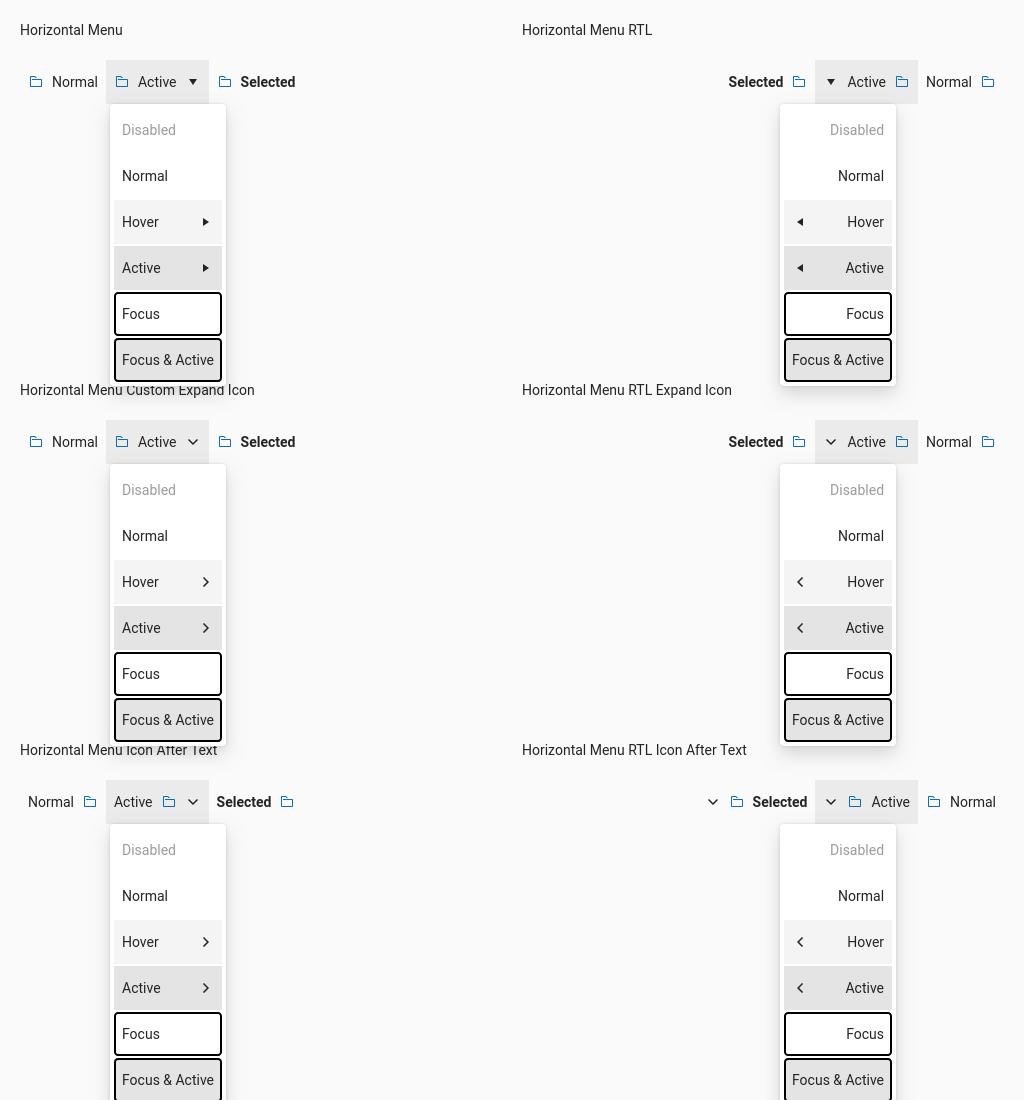 Horizontal Menu
Normal Active Selected
Disabled
Normal
Hover
Active
Focus
Focus & Active
Horizontal Menu RTL
Selected Active Normal
Disabled
Normal
Hover
Active
Focus
Focus & Active
Horizontal Menu Custom Expand Icon
Normal Active Selected
Disabled
Normal
Hover
Active
Focus
Focus & Active
Horizontal Menu RTL Expand Icon
Selected Active Normal
Disabled
Normal
Hover
Active
Focus
Focus & Active
Horizontal Menu Icon After Text
Normal Active Selected
Disabled
Normal
Hover
Active
Focus
Focus & Active
Horizontal Menu RTL Icon After Text
Selected Active Normal
Disabled
Normal
Hover
Active
Focus
Focus & Active